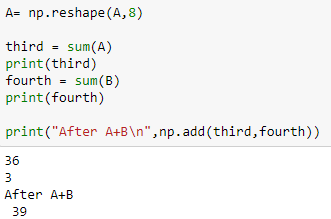 A= np.reshape(A,8)
third = sum(A)
print(third)
fourth = sum(B)
print(fourth)
print("After A+B\n",np.add(third,fourth))
36
3
After A+B
39